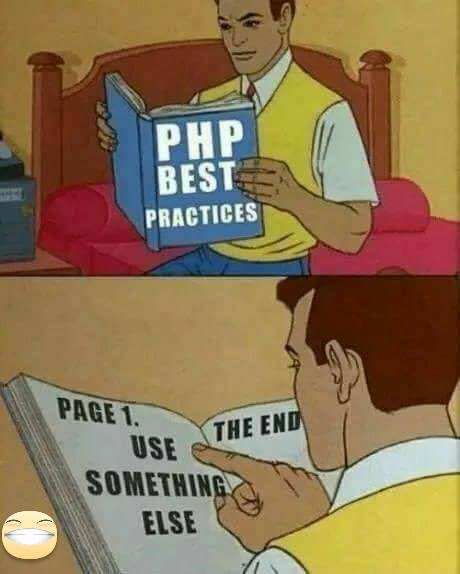 PHP
BEST
PRACTICES
PAGE 1.
USE
SOMETHING
ELSE
THE END